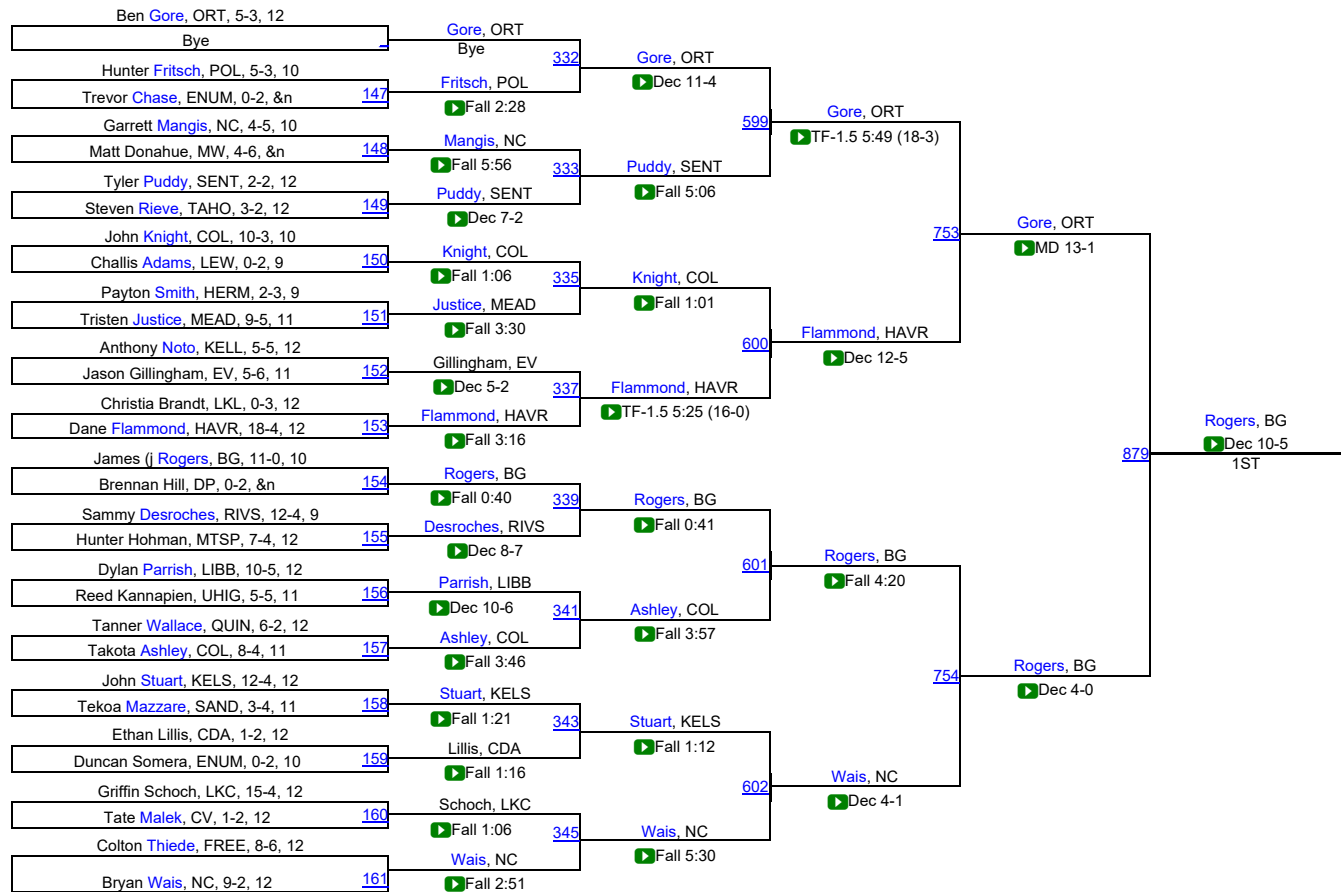 Ben Gore, ORT, 5-3, 12
Bye
Hunter Fritsch, POL, 5-3, 10
Trevor Chase, ENUM, 0-2, &n
147
Garrett Mangis, NC, 4-5, 10
Matt Donahue, MW, 4-6, &n
148
Tyler Puddy, SENT, 2-2, 12
Steven Rieve, TAHO, 3-2, 12
149
John Knight, COL, 10-3, 10
Challis Adams, LEW, 0-2, 9
150
Payton Smith, HERM, 2-3, 9
Tristen Justice, MEAD, 9-5, 11
151
Anthony Noto, KELL, 5-5, 12
Jason Gillingham, EV, 5-6, 11
152
Christia Brandt, LKL, 0-3, 12
Dane Flammond, HAVR, 18-4, 12
153
James (j Rogers, BG, 11-0, 10
Brennan Hill, DP, 0-2, &n
154
Sammy Desroches, RIVS, 12-4, 9
Hunter Hohman, MTSP, 7-4, 12
155
Dylan Parrish, LIBB, 10-5, 12
Reed Kannapien, UHIG, 5-5, 11
156
Tanner Wallace, QUIN, 6-2, 12
Takota Ashley, COL, 8-4, 11
157
John Stuart, KELS, 12-4, 12
Tekoa Mazzare, SAND, 3-4, 11
158
Ethan Lillis, CDA, 1-2, 12
Duncan Somera, ENUM, 0-2, 10
159
Griffin Schoch, LKC, 15-4, 12
Tate Malek, CV, 1-2, 12
160
Colton Thiede, FREE, 8-6, 12
Bryan Wais, NC, 9-2, 12
161
Gore, ORT
Bye
332
Fritsch, POL
Fall 2:28
Mangis, NC
Fall 5:56
333
Puddy, SENT
Dec 7-2
Knight, COL
Fall 1:06
335
Justice, MEAD
Fall 3:30
Gillingham, EV
Dec 5-2
337
Flammond, HAVR
Fall 3:16
Rogers, BG
Fall 0:40
339
Desroches, RIVS
Dec 8-7
Parrish, LIBB
Dec 10-6
341
Ashley, COL
Fall 3:46
Stuart, KELS
Fall 1:21
343
Lillis, CDA
Fall 1:16
Schoch, LKC
Fall 1:06
345
Wais, NC
Fall 2:51
Gore, ORT
Dec 11-4
599
Puddy, SENT
Fall 5:06
Knight, COL
Fall 1:01
600
Flammond, HAVR
TF-1.5 5:25 (16-0)
Rogers, BG
Fall 0:41
601
Ashley, COL
Fall 3:57
Stuart, KELS
Fall 1:12
602
Wais, NC
Fall 5:30
Gore, ORT
TF-1.5 5:49 (18-3)
753
Flammond, HAVR
Dec 12-5
Rogers, BG
Fall 4:20
754
Wais, NC
Dec 4-1
Gore, ORT
MD 13-1
879
Rogers, BG
Dec 4-0
Rogers, BG
Dec 10-5
1ST